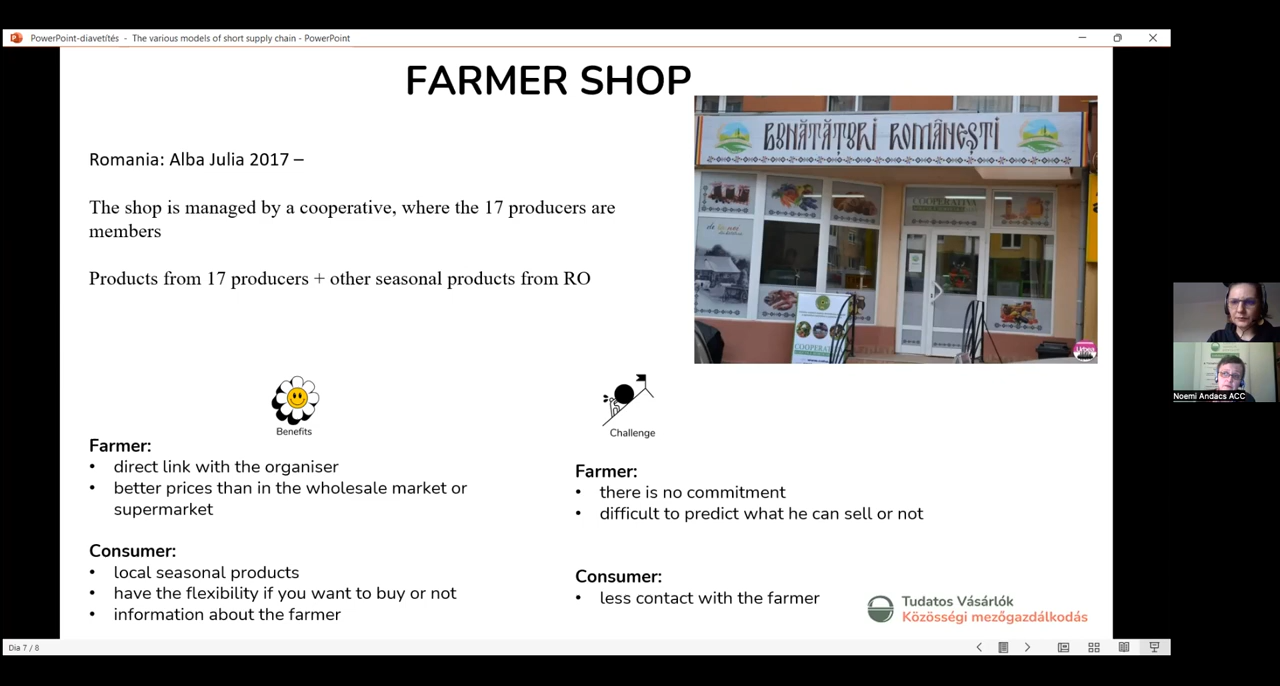 PowerPoint-diavetítés - The various models of short supply chain - PowerPoint
FARMER SHOP
BUNĂTĂȚURI ROMÂNEȘTI
COOPERATIVA
COOPERAT
Urbea
Romania: Alba Julia 2017 –
The shop is managed by a cooperative, where the 17 producers are
members
Products from 17 producers + other seasonal products from RO
Benefits
Farmer:
• direct link with the organiser
• better prices than in the wholesale market or
supermarket
Consumer:
• local seasonal products
• have the flexibility if you want to buy or not
• information about the farmer
Challenge
Farmer:
• there is no commitment
• difficult to predict what he can sell or not
Consumer:
• less contact with the farmer
Tudatos Vásárlók
Közösségi mezőgazdálkodás
Noemi Andacs ACC
Dia 7 / 8